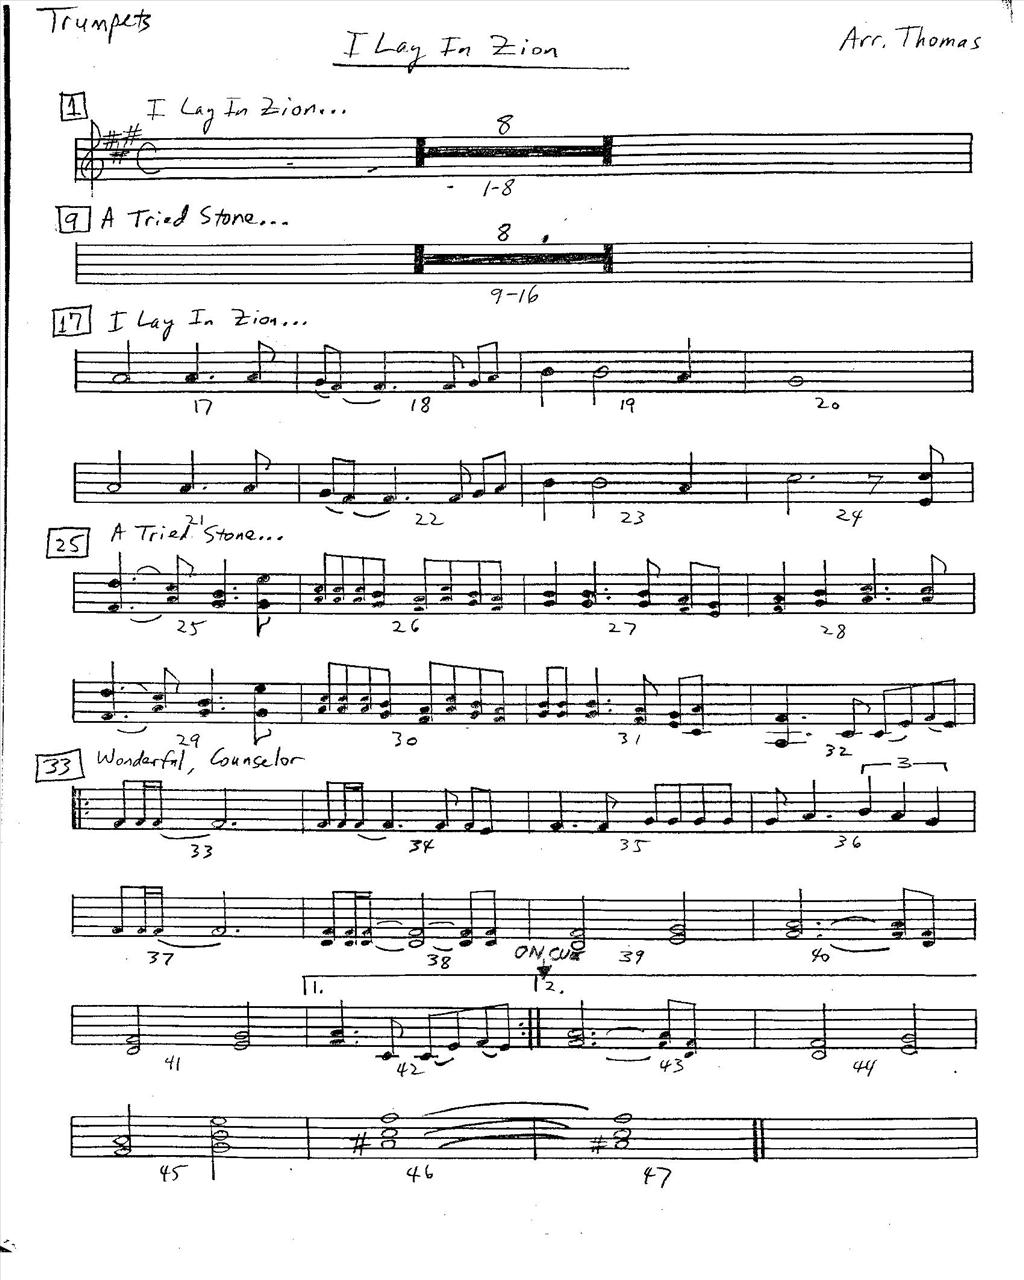 Trumpets
I Lay In Zion
Arr. Thomas
1 I Lay In Zion...
8
1-8
9 A Tried Stone...
8
9-16
17 I Lay In Zion...
17 18 19 20
21 22 23 24
25 A Tried Stone...
25 26 27 28
29 30 31 32
33 Wonderful, Counselor
3
33 34 35 36
37 38 39 40
ON CUE
1. 2.
41 42 43 44
45 46 47